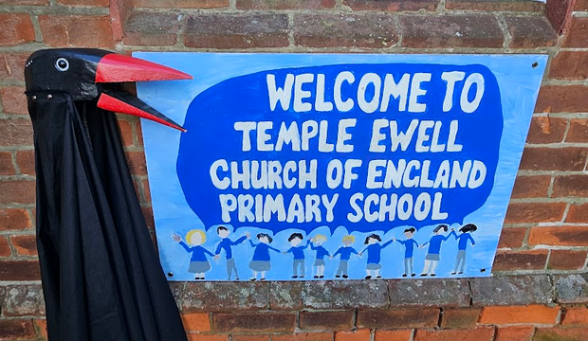 WELCOME TO
TEMPLE EWELL
CHURCH OF ENGLAND
PRIMARY SCHOOL